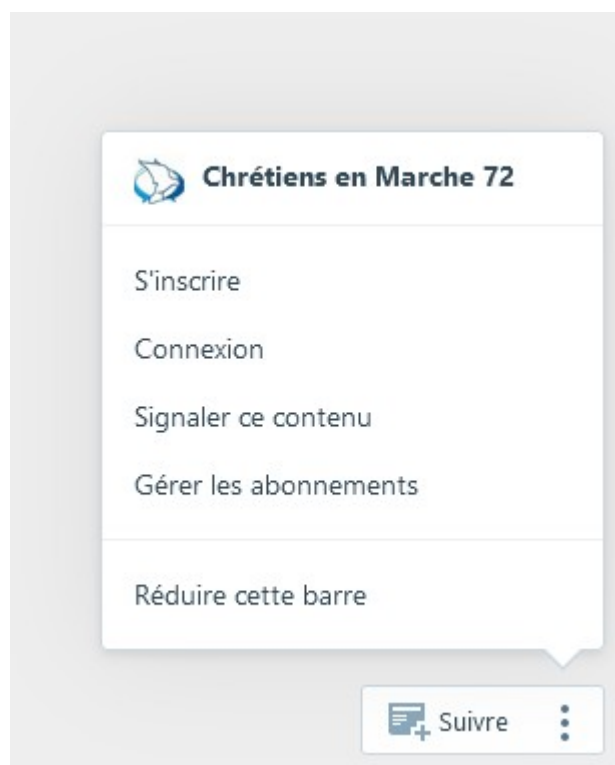 Chrétiens en Marche 72
S'inscrire
Connexion
Signaler ce contenu
Gérer les abonnements
Réduire cette barre
Suivre